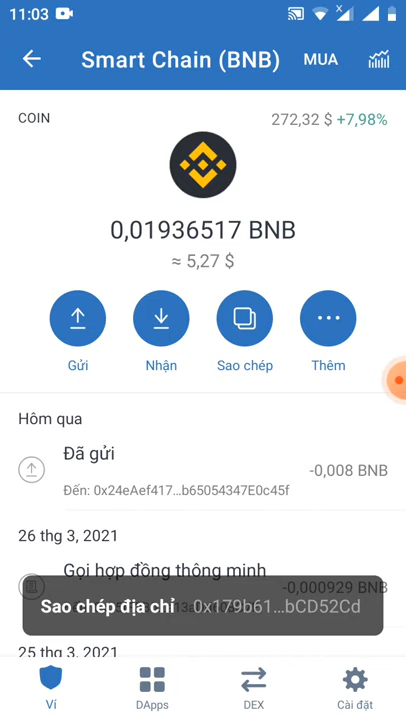 11:03
Smart Chain (BNB) MUA
COIN 272,32 $ +7,98%
0,01936517 BNB
≈ 5,27 $
Gửi Nhận Sao chép Thêm
Hôm qua
Đã gửi
-0,008 BNB
Đến: 0x24eAef417...b65054347E0c45f
26 thg 3, 2021
Gọi hợp đồng thông minh
-0,000929 BNB
Sao chép địa chỉ 0x179b61...bCD52Cd
25 thg 3, 2021
Ví DApps DEX Cài đặt